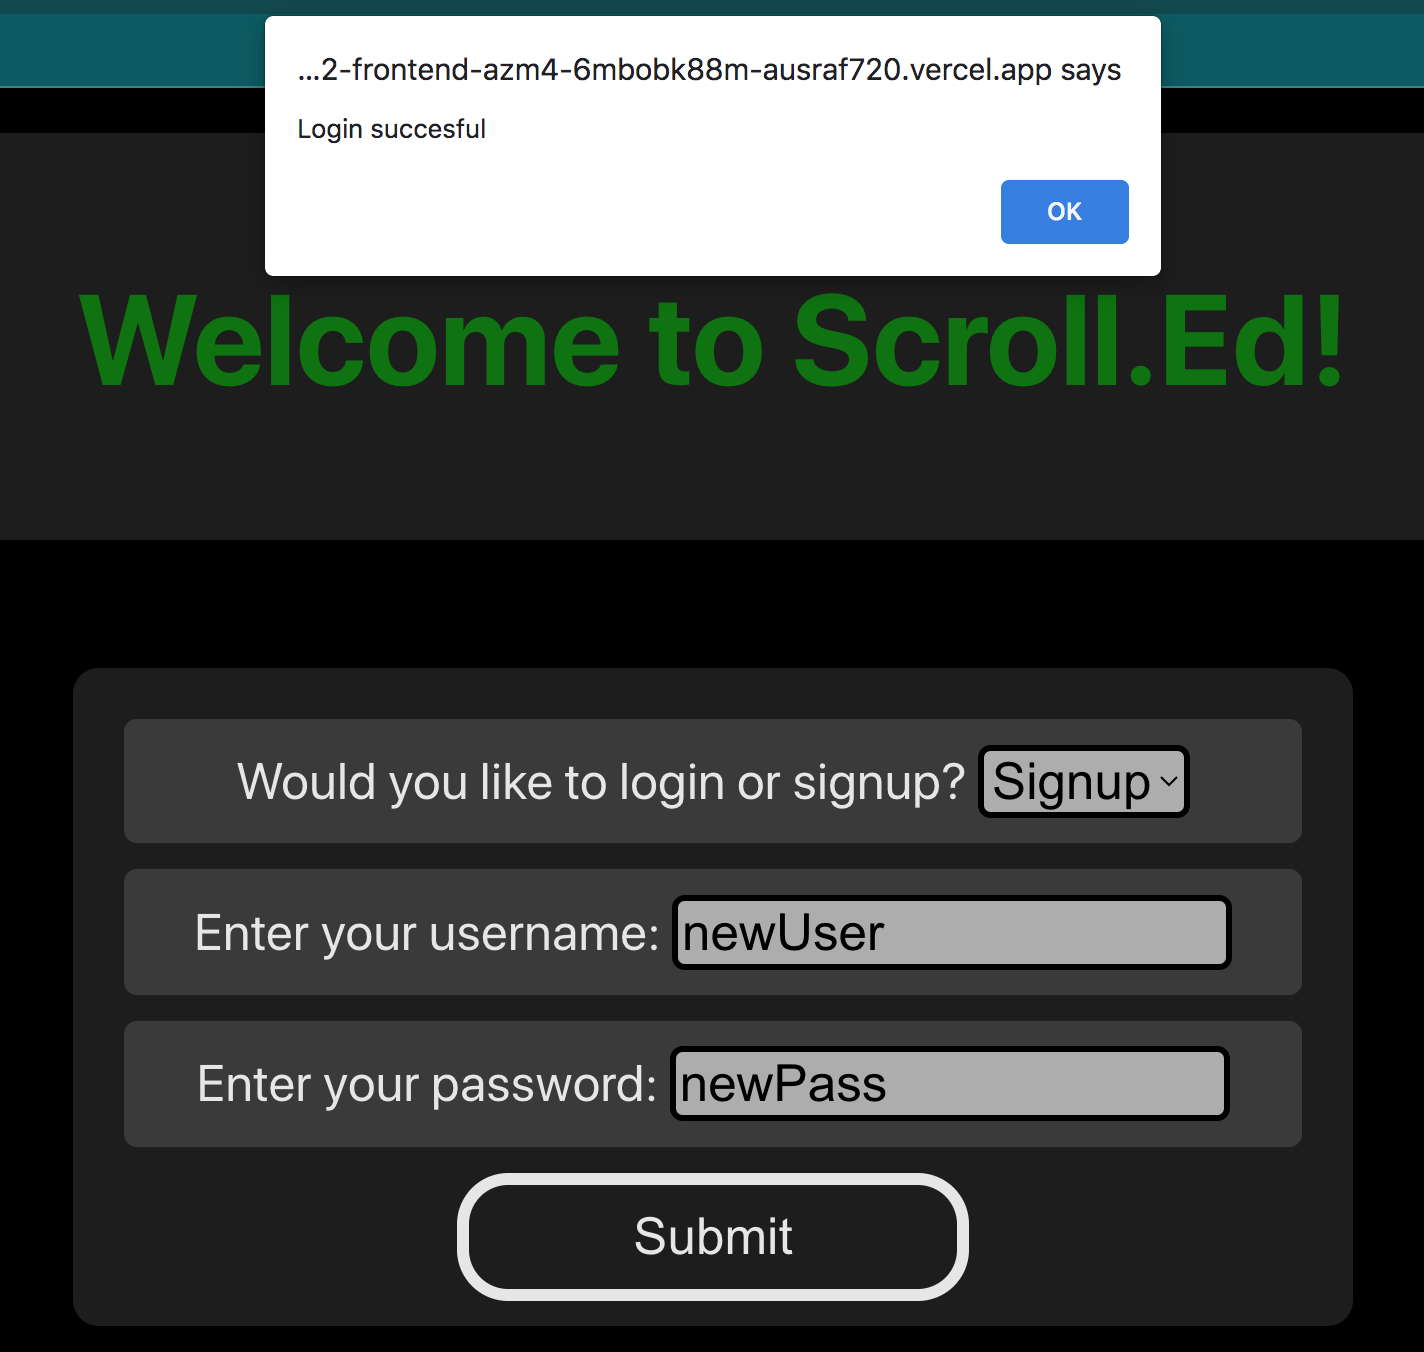 ...2-frontend-azm4-6mbobk88m-ausraf720.vercel.app says
Login succesful
OK
Welcome to Scroll.Ed!
Would you like to login or signup? Signup
Enter your username: newUser
Enter your password: newPass
Submit